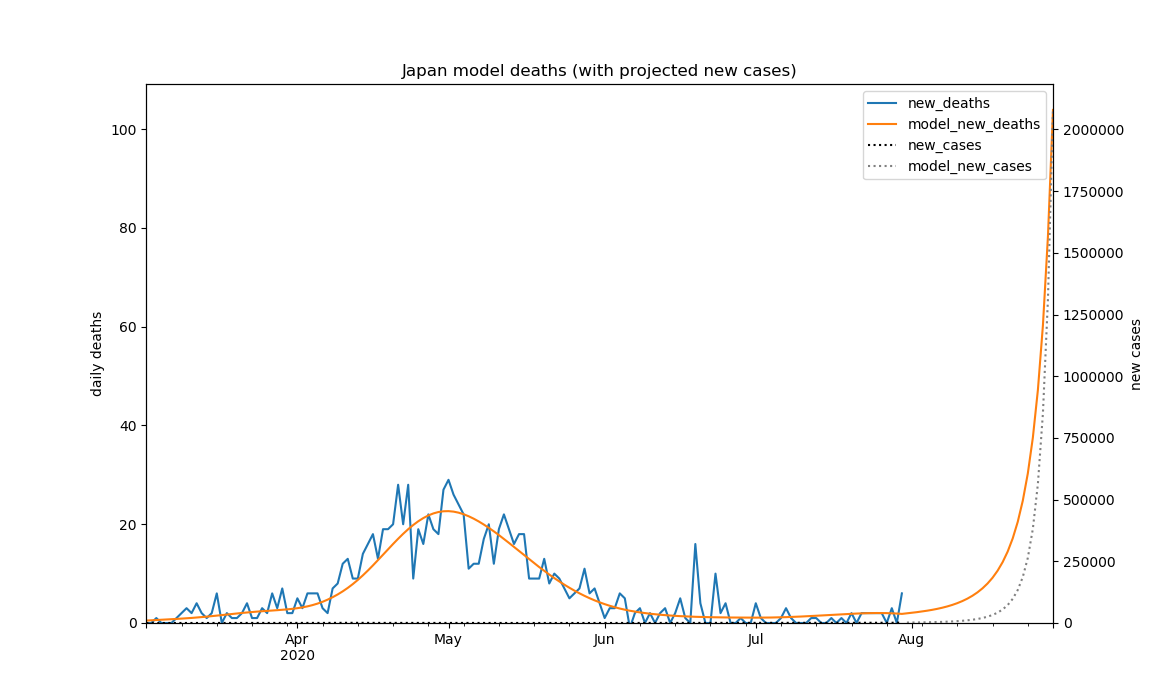 Japan model deaths (with projected new cases)
new_deaths
model_new_deaths
new_cases
model_new_cases
daily deaths
100
80
60
40
20
0
2000000
1750000
1500000
1250000
1000000
750000
500000
250000
0
new cases
Apr
2020
May
Jun
Jul
Aug